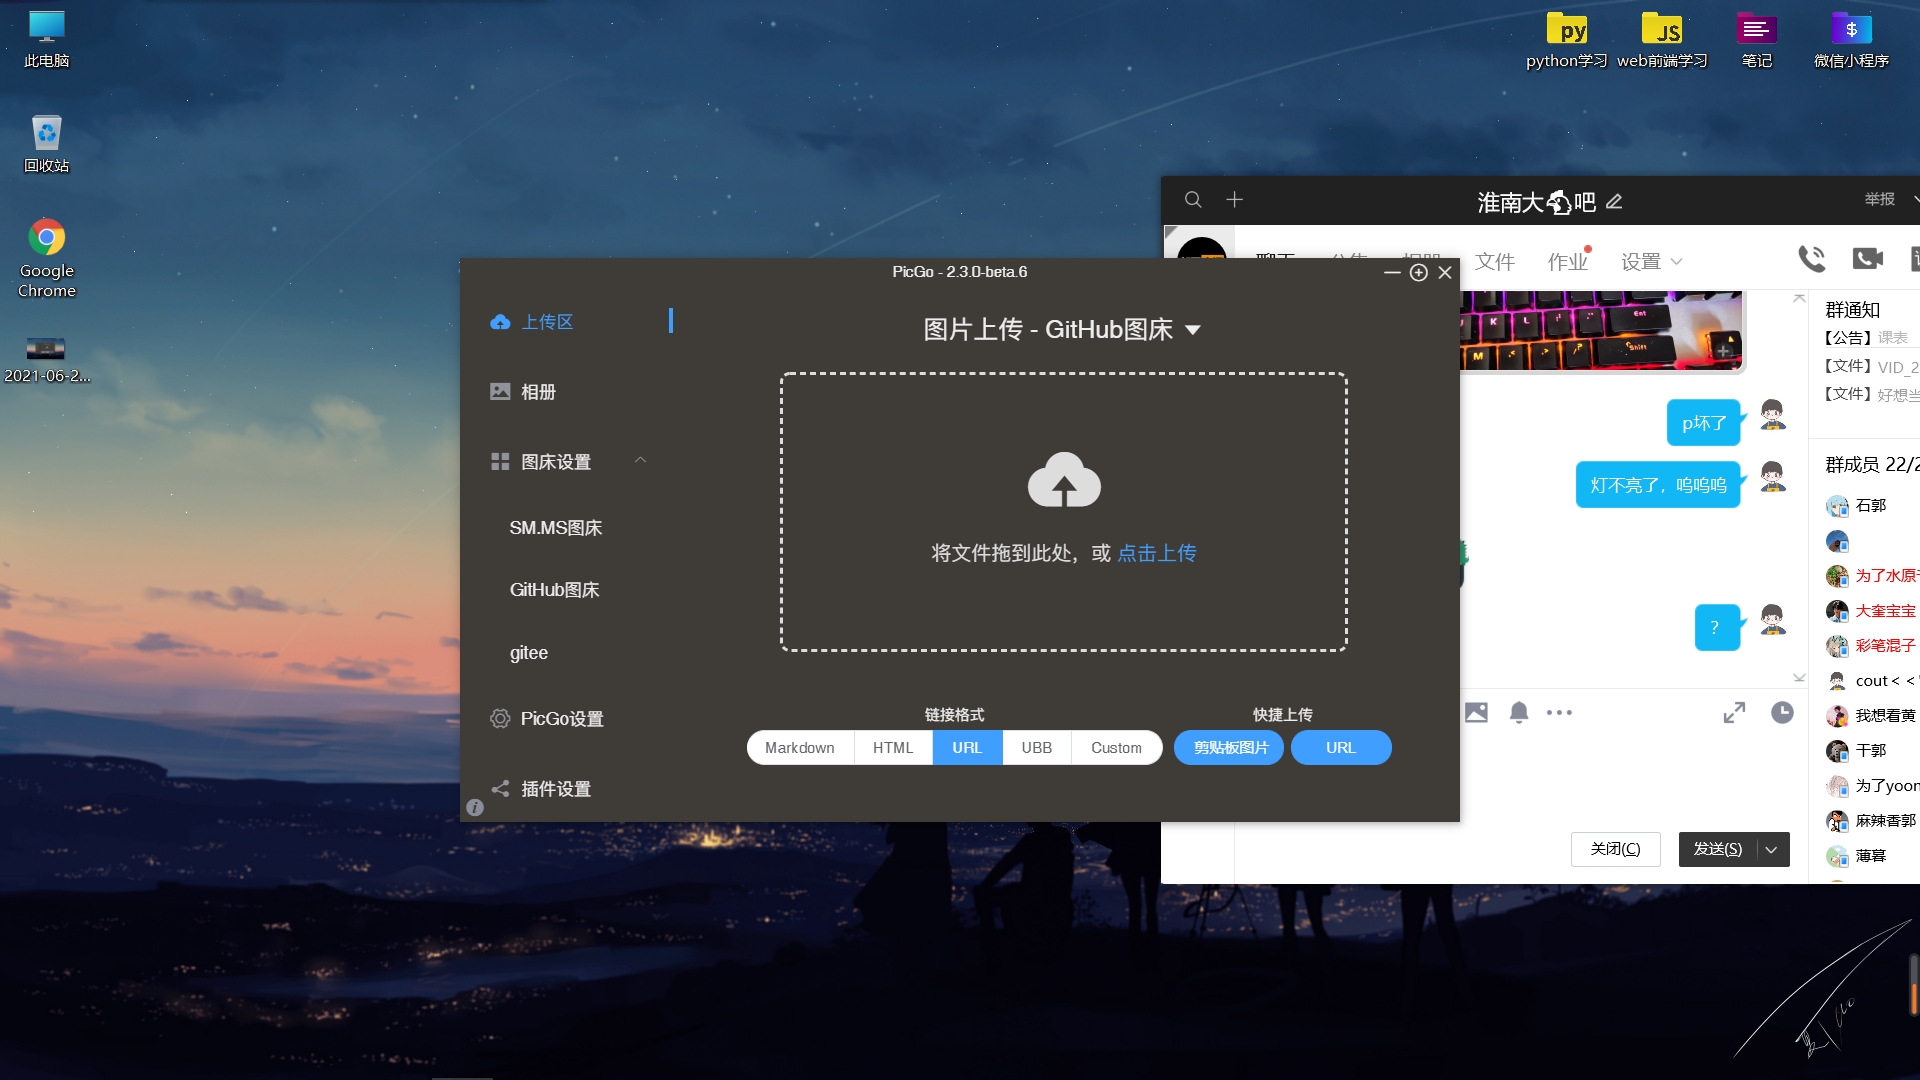 此电脑
回收站
Google
Chrome
2021-06-2...
python学习
web前端学习
笔记
微信小程序
PicGo - 2.3.0-beta.6
上传区
相册
图床设置
SM.MS图床
GitHub图床
gitee
PicGo设置
插件设置
图片上传 - GitHub图床
将文件拖到此处，或 点击上传
链接格式
快捷上传
Markdown
HTML
URL
UBB
Custom
剪贴板图片
URL
淮南大
吧
举报
文件
作业
设置
p坏了
灯不亮了，呜呜呜
？
关闭(C)
发送(S)
群通知
【公告】课表
【文件】VID_2
【文件】好想当
群成员 22/2
石郭
为了水原千
大奎宝宝
彩笔混子
cout < < "
我想看黄
干郭
为了yoon
麻辣香郭
薄暮